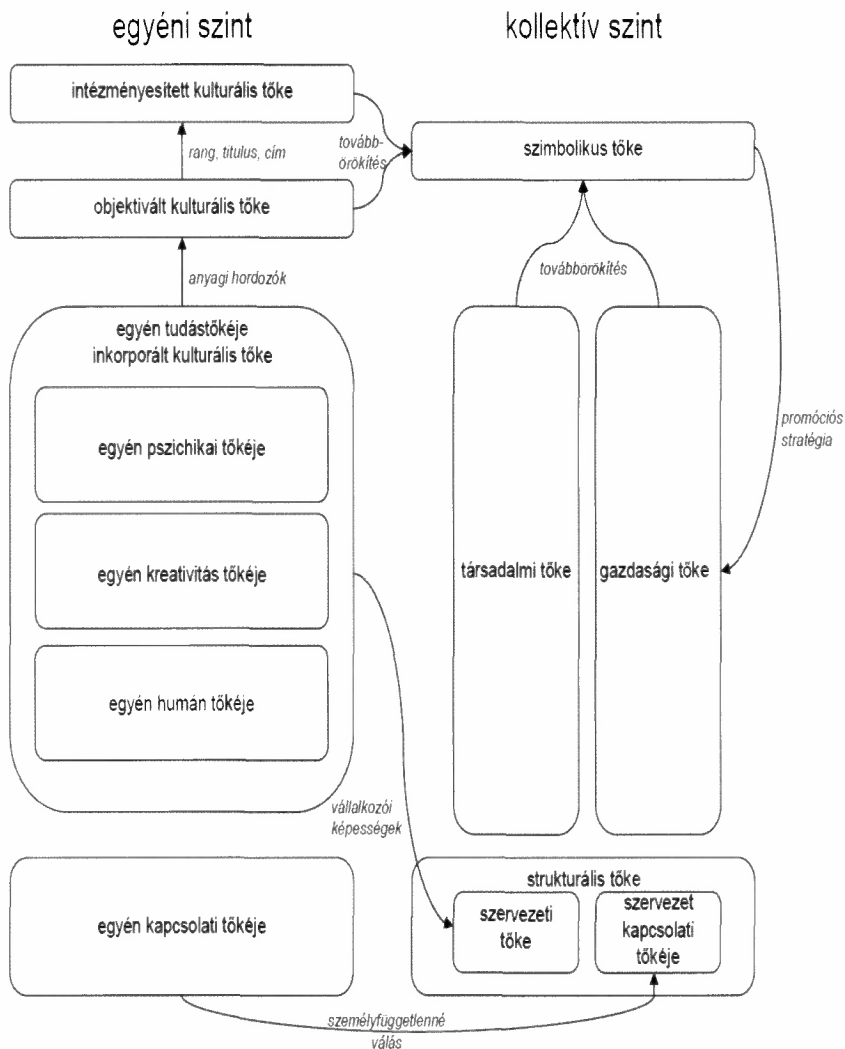 egyéni szint
kollektív szint
intézményesített kulturális tőke
rang, titulus, cím
tovább-
örökítés
szimbolikus tőke
objektivált kulturális tőke
anyagi hordozók
továbbörökítés
egyén tudástőkéje
inkorporált kulturális tőke
egyén pszichikai tőkéje
promóciós
stratégia
egyén kreativitás tőkéje
társadalmi tőke
gazdasági tőke
egyén humán tőkéje
vállalkozói
képességek
strukturális tőke
egyén kapcsolati tőkéje
szervezeti
tőke
szervezet
kapcsolati
tőkéje
személyfüggetlenné
válás